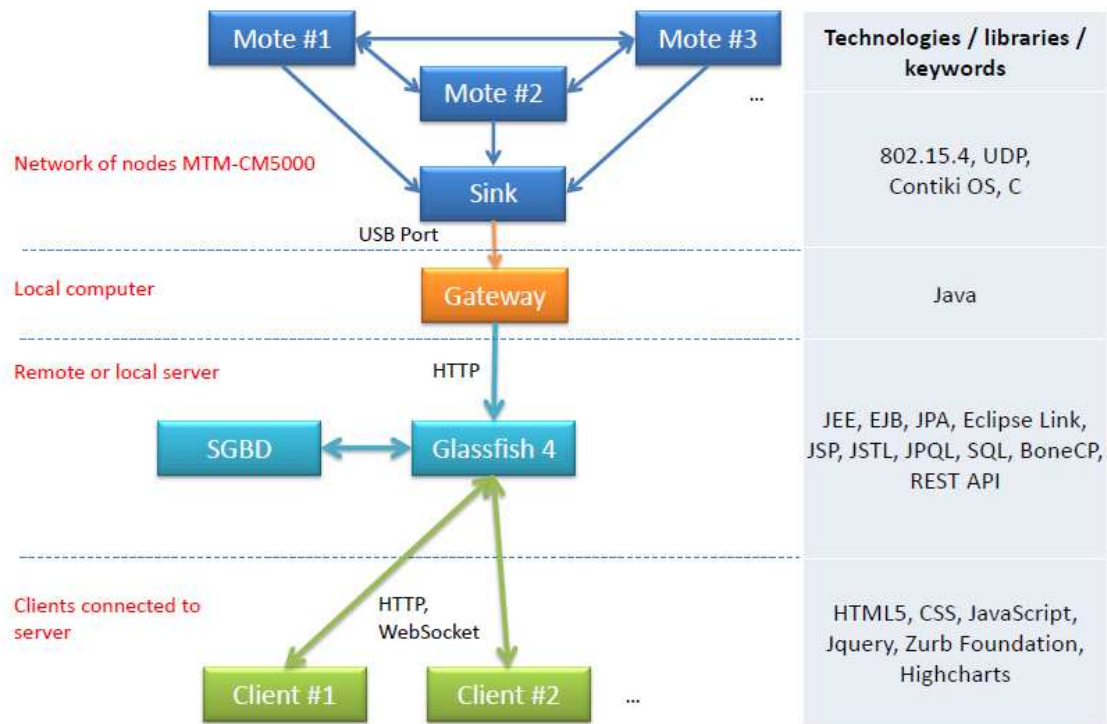 Mote #1
Mote #3
Technologies / libraries /
keywords
Mote #2
...
Network of nodes MTM-CM5000
802.15.4, UDP,
Contiki OS, C
Sink
USB Port
Local computer
Gateway
Java
Remote or local server
HTTP
SGBD
Glassfish 4
JEE, EJB, JPA, Eclipse Link,
JSP, JSTL, JPQL, SQL, BoneCP,
REST API
Clients connected to
server
HTTP,
WebSocket
HTML5, CSS, JavaScript,
Jquery, Zurb Foundation,
Highcharts
Client #1
Client #2
...